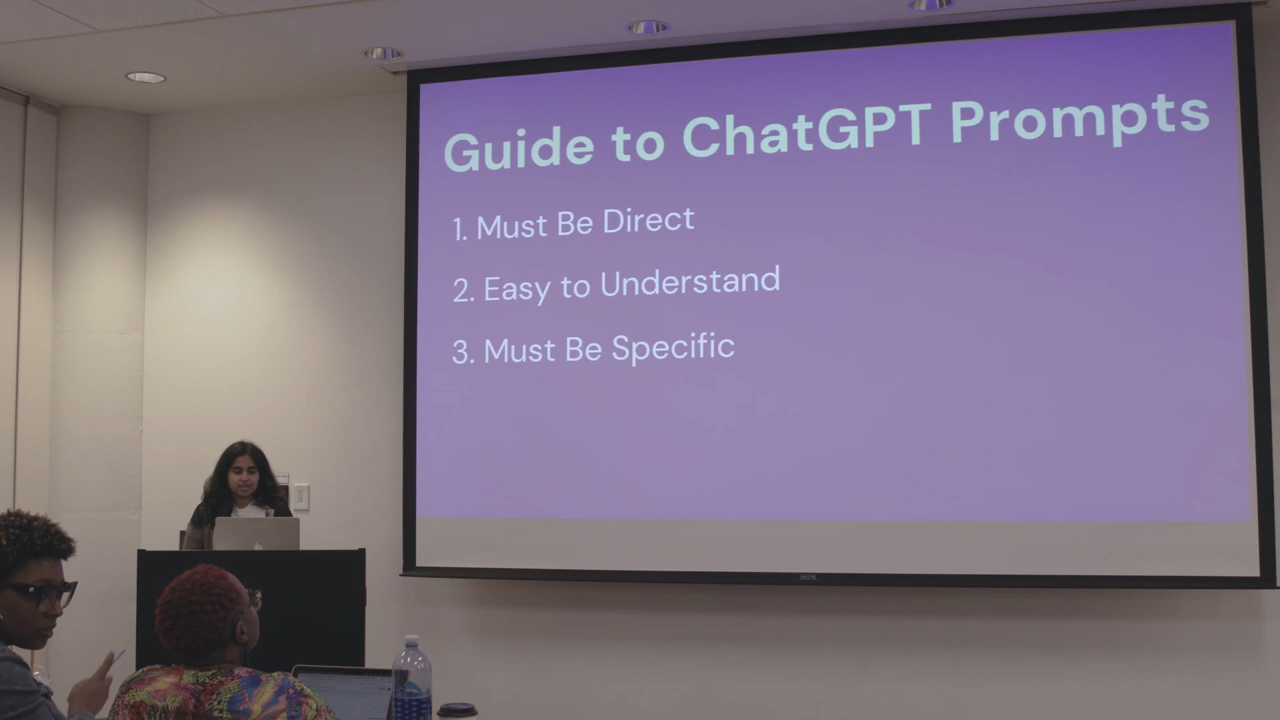 Guide to ChatGPT Prompts
1. Must Be Direct
2. Easy to Understand
3. Must Be Specific